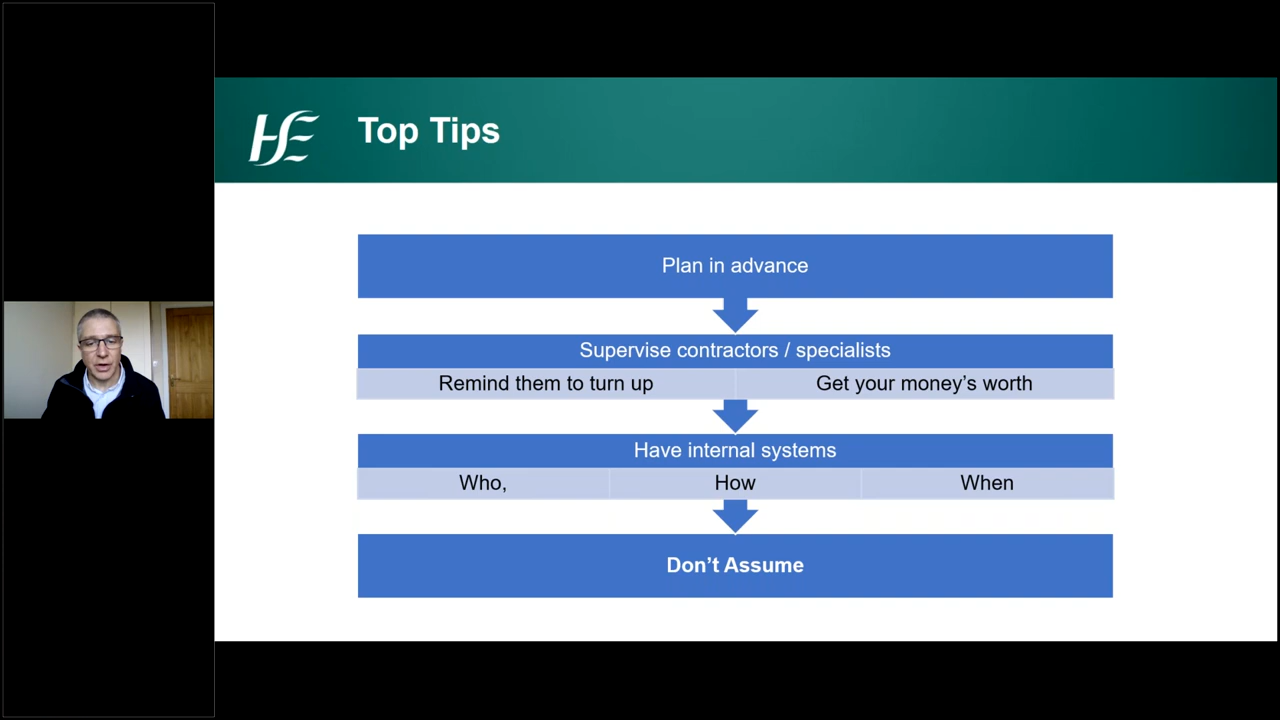 HSE
Top Tips
Plan in advance
Supervise contractors / specialists
Remind them to turn up
Get your money’s worth
Have internal systems
Who,
How
When
Don’t Assume